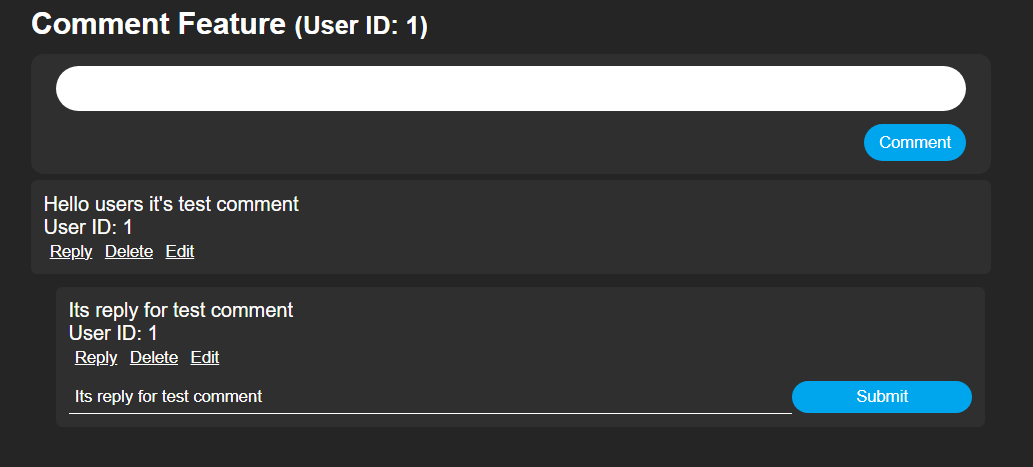 Comment Feature (User ID: 1)
Comment
Hello users it's test comment
User ID: 1
Reply Delete Edit
Its reply for test comment
User ID: 1
Reply Delete Edit
Its reply for test comment Submit